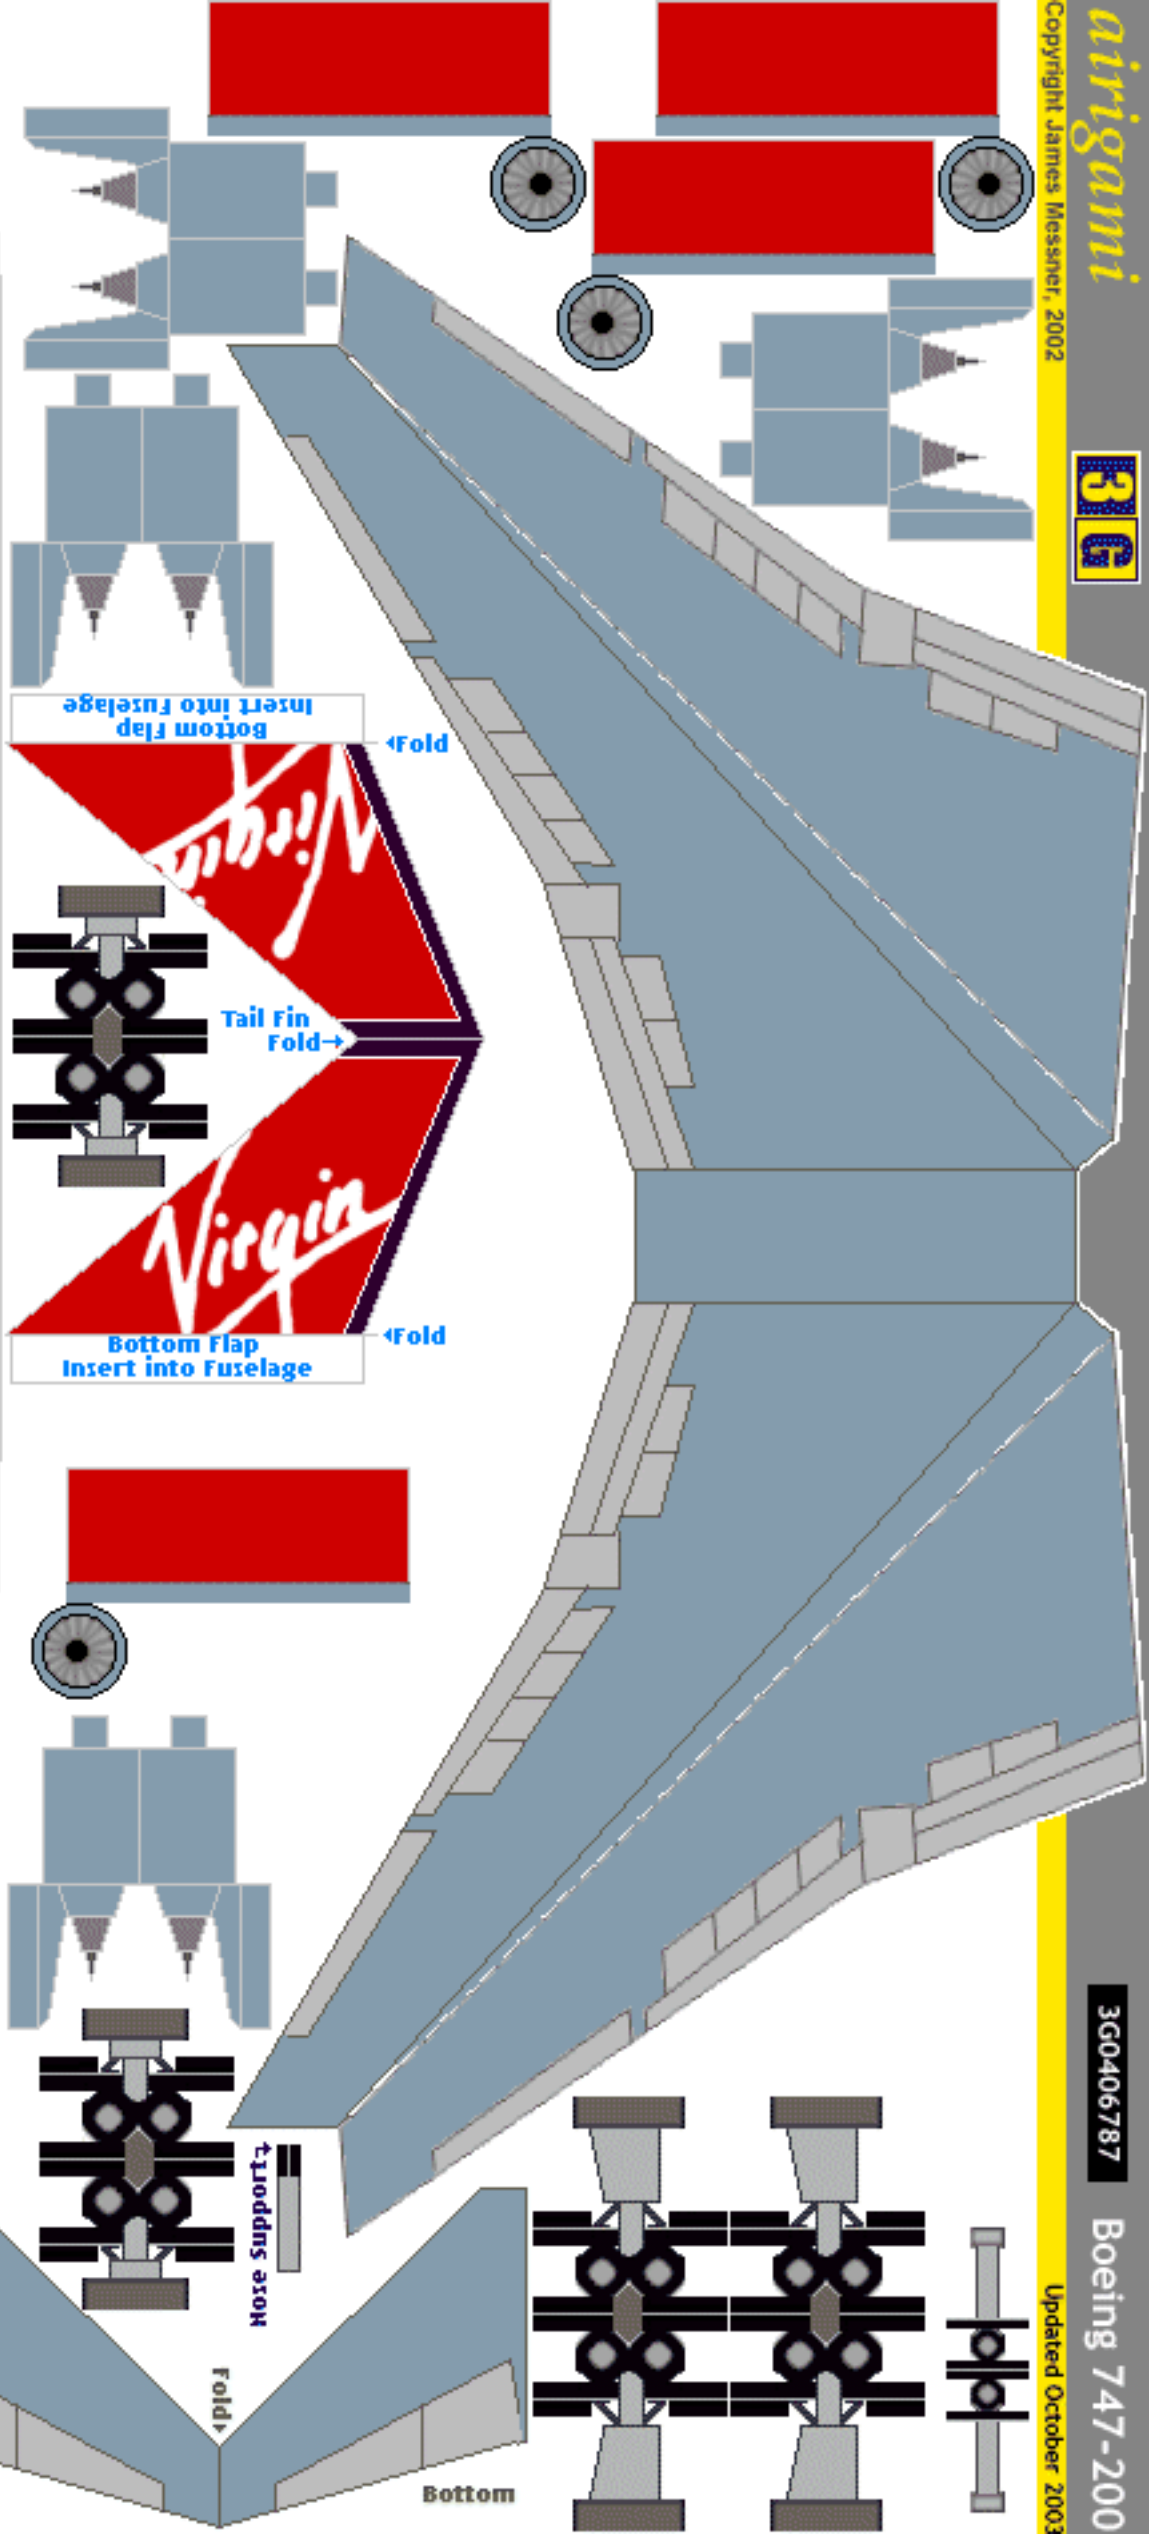 airigami
Copyright James Messner, 2002
3G
3G0406787
Boeing 747-200
Updated October 2003
Insert into Fuselage
Bottom Flap
Fold
Virgin
Tail Fin
Fold
Virgin
Fold
Bottom Flap
Insert into Fuselage
Nose Support
Fold
Bottom